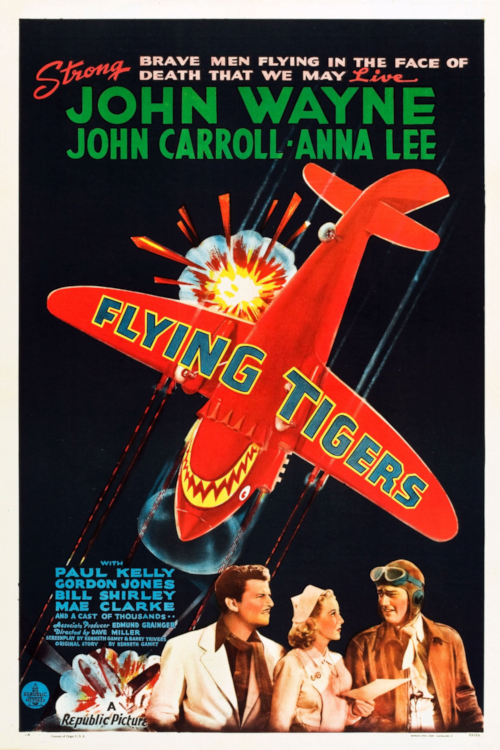 Strong BRAVE MEN FLYING IN THE FACE OF
DEATH THAT WE MAY Live
JOHN WAYNE
JOHN CARROLL · ANNA LEE
FLYING TIGERS
WITH
PAUL KELLY
GORDON JONES
BILL SHIRLEY
MAE CLARKE
AND A CAST OF THOUSANDS..
Associate Producer EDMUND GRAINGER
Directed by DAVE MILLER
SCREENPLAY BY KENNETH GAMET & BARRY TRIVERS
ORIGINAL STORY BY KENNETH GAMET
A
Republic Picture